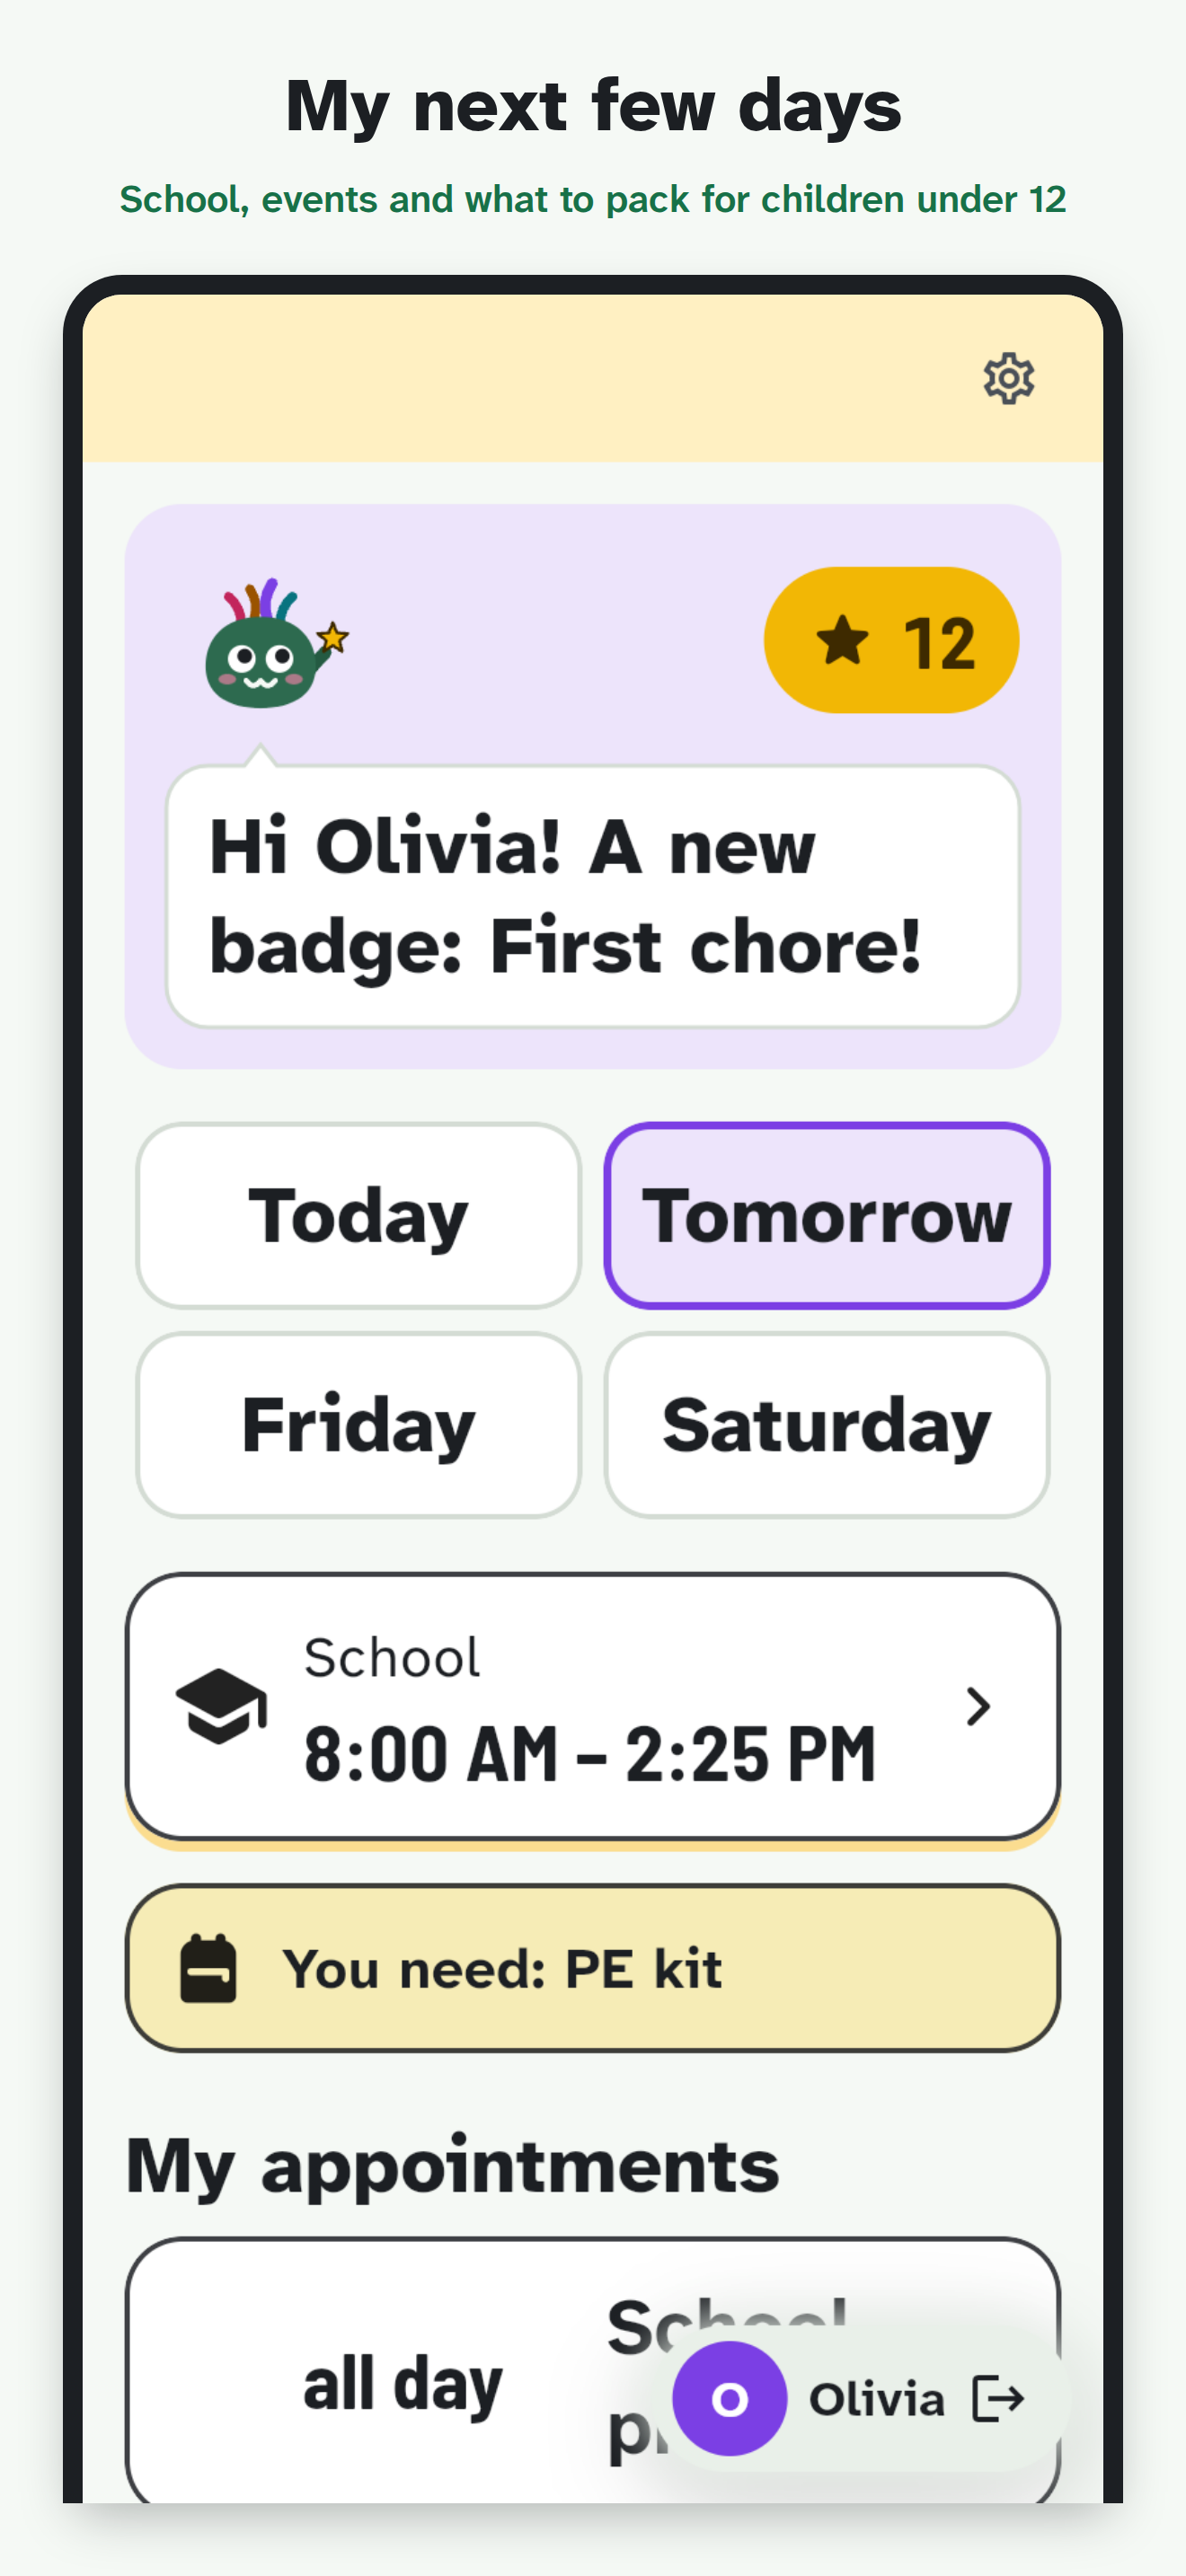 My next few days
School, events and what to pack for children under 12
12
Hi Olivia! A new
badge: First chore!
Today
Tomorrow
Friday
Saturday
School
8:00 AM – 2:25 PM
You need: PE kit
My appointments
all day
School
O
Olivia